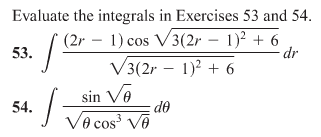 Evaluate the integrals in Exercises 53 and 54.
53. ∫ (2r − 1) cos √(3(2r − 1)² + 6) / √(3(2r − 1)² + 6) dr
54. ∫ sin √θ / √(θ cos³ √θ) dθ